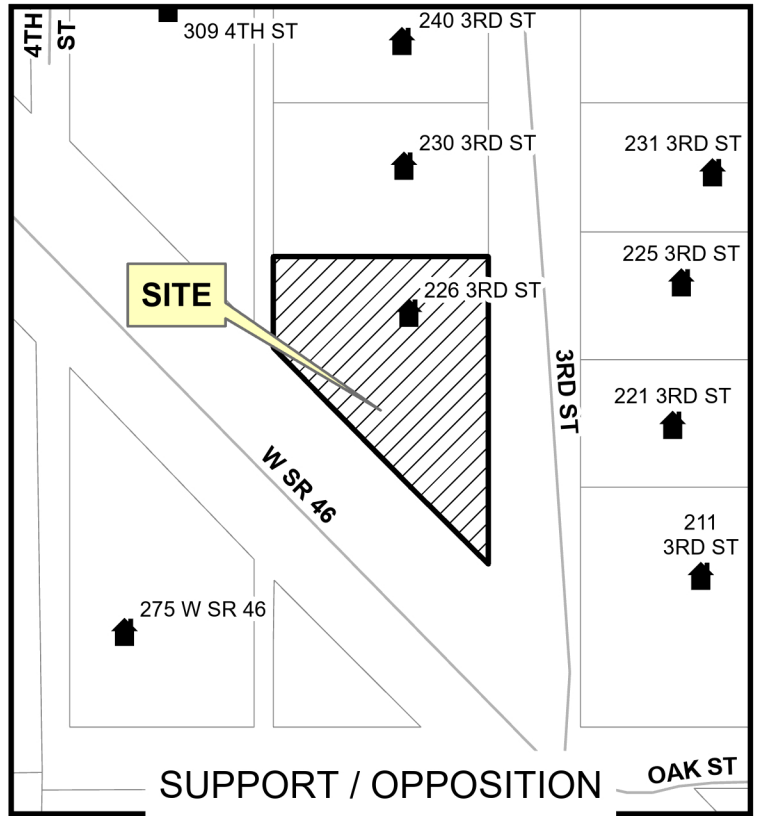 4TH
ST
309 4TH ST
240 3RD ST
230 3RD ST
231 3RD ST
225 3RD ST
SITE
226 3RD ST
3RD ST
221 3RD ST
W SR 46
211
3RD ST
275 W SR 46
OAK ST
SUPPORT / OPPOSITION